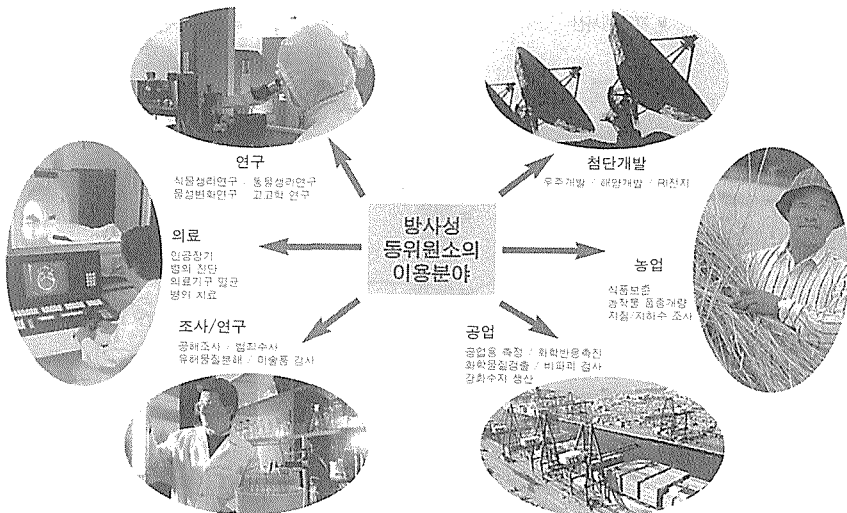 연구
식물생리연구 / 동물생리연구
물성변화연구 / 고고학 연구
첨단개발
우주개발 / 해양개발 / RI전지
방사성
동위원소의
이용분야
의료
인공장기
병의 진단
의료기구 멸균
병의 치료
농업
식품보존
농작물 품종개량
지질/지하수 조사
조사/연구
공해조사 / 범죄수사
유해물질분해 / 미술품 감사
공업
공업용 측정 / 화학반응촉진
화학물질검출 / 비파괴 검사
강화수지 생산